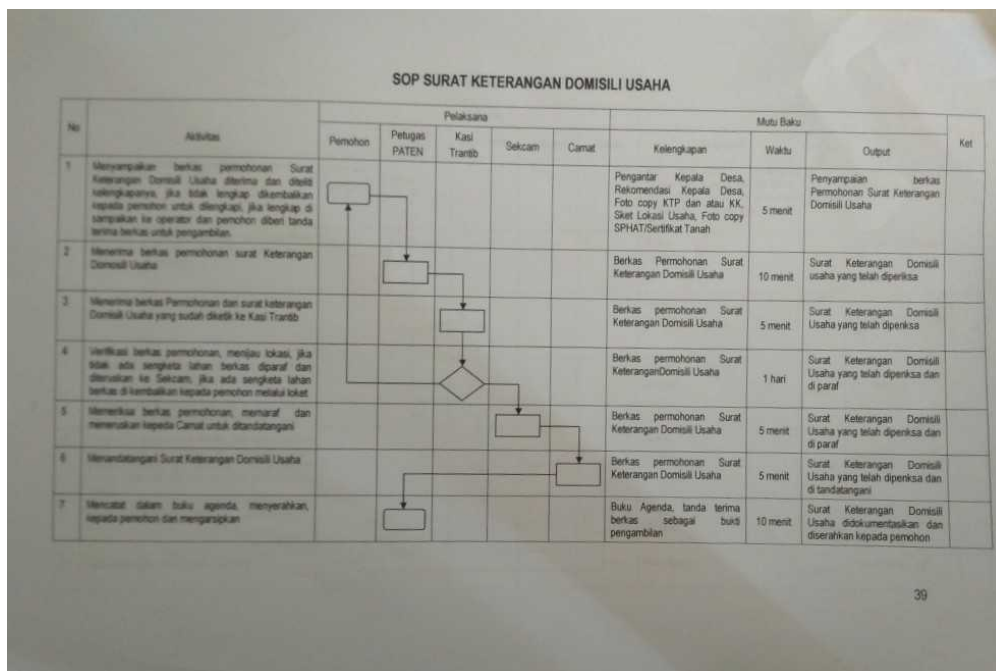 SOP SURAT KETERANGAN DOMISILI USAHA
No
Aktivitas
Pelaksana
Mutu Baku
Ket
Pemohon
Petugas
PATEN
Kasi
Trantib
Sekcam
Camat
Kelengkapan
Waktu
Output
1
Menyampaikan berkas permohonan Surat
Keterangan Domisili Usaha diterima dan diteliti
kelengkapanya, jika tidak lengkap dikembalikan
kepada pemohon untuk dilengkapi, jika lengkap di
sampaikan ke operator dan pemohon diberi tanda
terima berkas untuk pengambilan.
Pengantar Kepala Desa,
Rekomendasi Kepala Desa,
Foto copy KTP dan atau KK,
Sket Lokasi Usaha, Foto copy
SPHAT/Sertifikat Tanah
5 menit
Penyampaian berkas
Permohonan Surat Keterangan
Domisili Usaha
2
Menerima berkas permohonan surat Keterangan
Domosili Usaha
Berkas Permohonan Surat
Keterangan Domisili Usaha
10 menit
Surat Keterangan Domisili
usaha yang telah diperiksa
3
Menerima berkas Permohonan dan surat keterangan
Domisili Usaha yang sudah diketik ke Kasi Trantib
Berkas permohonan Surat
Keterangan Domisili Usaha
5 menit
Surat Keterangan Domisili
Usaha yang telah diperiksa
4
Verifikasi berkas permohonan, menijau lokasi, jika
tidak ada sengketa lahan berkas diparaf dan
diteruskan ke Sekcam, jika ada sengketa lahan
berkas di kembalikan kepada pemohon melalui loket
Berkas permohonan Surat
KeteranganDomisili Usaha
1 hari
Surat Keterangan Domisili
Usaha yang telah diperiksa dan
di paraf
5
Memeriksa berkas permohonan, memaraf dan
meneruskan kepada Camat untuk ditandatangani
Berkas permohonan Surat
Keterangan Domisili Usaha
5 menit
Surat Keterangan Domisili
Usaha yang telah diperiksa dan
di paraf
6
Menandatangani Surat Keterangan Domisili Usaha
Berkas permohonan Surat
Keterangan Domisili Usaha
5 menit
Surat Keterangan Domisili
Usaha yang telah diperiksa dan
di tandatangani
7
Mencatat dalam buku agenda, menyerahkan,
kepada pemohon dan mengarsipkan
Buku Agenda, tanda terima
berkas sebagai bukti
pengambilan
10 menit
Surat Keterangan Domisili
Usaha didokumentasikan dan
diserahkan kepada pemohon
39